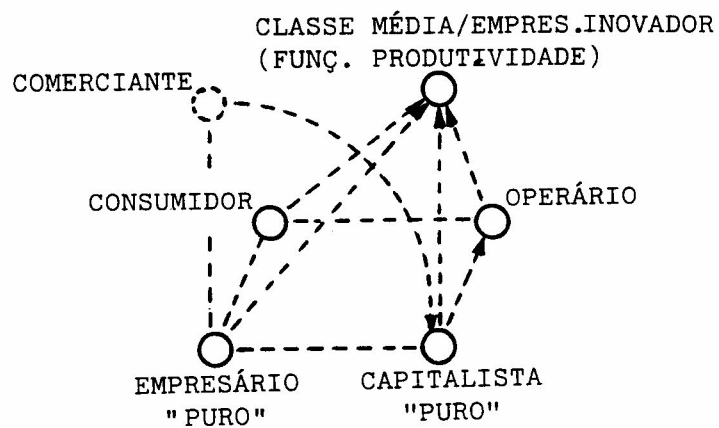 CLASSE MÉDIA/EMPRES.INOVADOR
(FUNÇ. PRODUTIVIDADE)
COMERCIANTE
CONSUMIDOR
OPERÁRIO
EMPRESÁRIO
"PURO"
CAPITALISTA
"PURO"